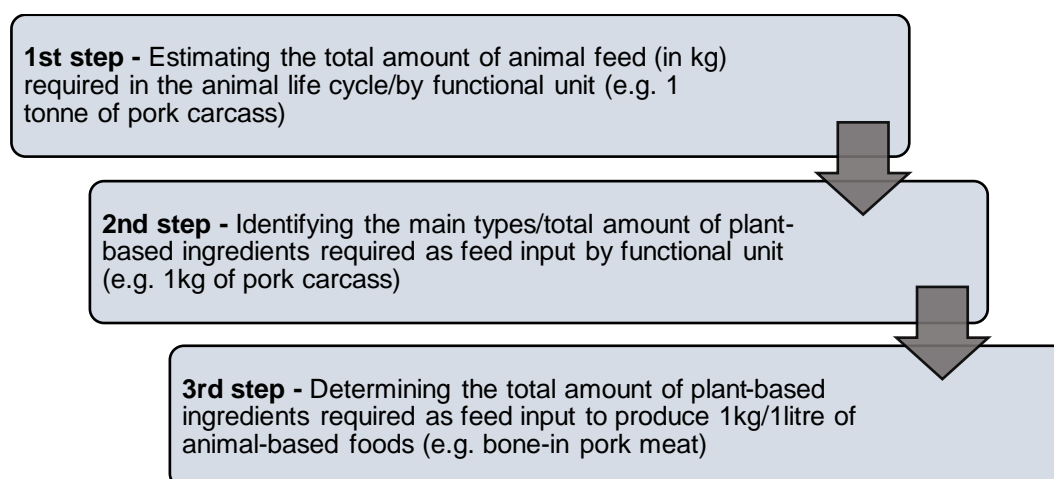 1st step - Estimating the total amount of animal feed (in kg)
required in the animal life cycle/by functional unit (e.g. 1
tonne of pork carcass)
2nd step - Identifying the main types/total amount of plant-
based ingredients required as feed input by functional unit
(e.g. 1kg of pork carcass)
3rd step - Determining the total amount of plant-based
ingredients required as feed input to produce 1kg/1litre of
animal-based foods (e.g. bone-in pork meat)